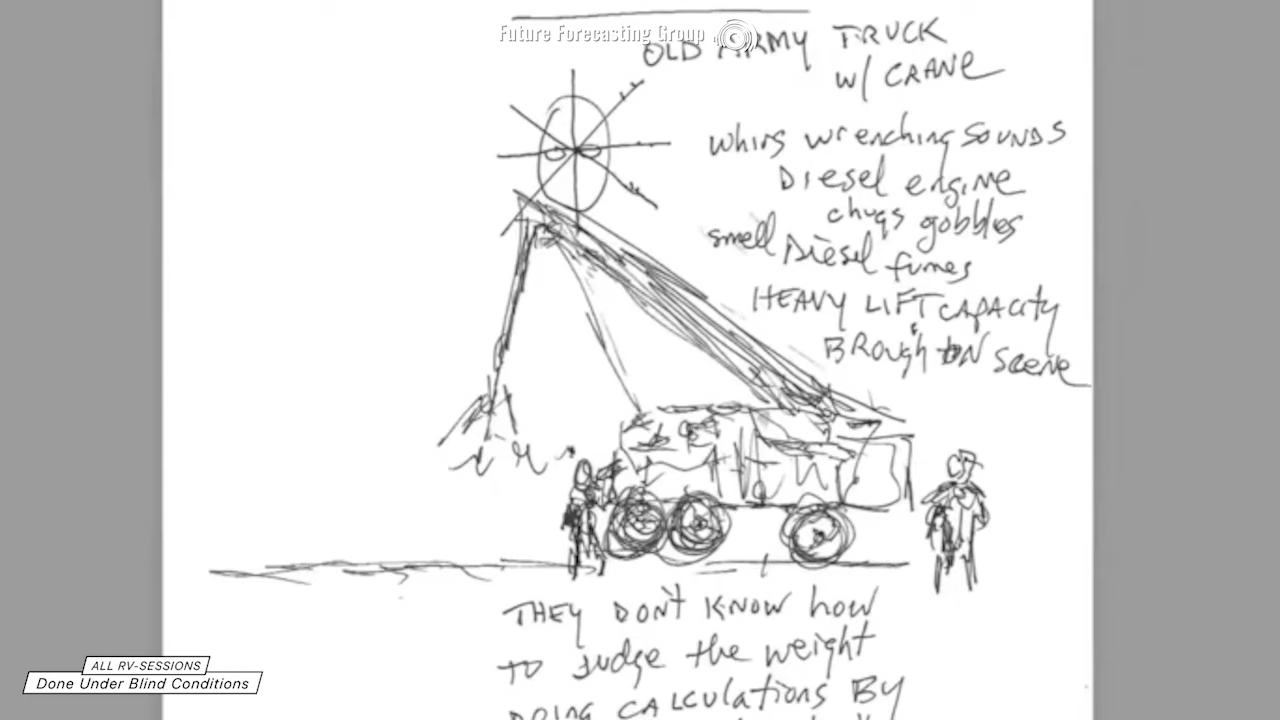 Future Forecasting Group
OLD ARMY TRUCK
W/ CRANE
Whirs wrenching SOUNDS
Diesel engine
chugs gobbles
smell Diesel fumes
HEAVY LIFT CAPACITY
BROUGHT ON Scene
THEY DON'T KNOW how
TO Judge the weight
DOING CALCULATIONS BY
ALL RV-SESSIONS
Done Under Blind Conditions